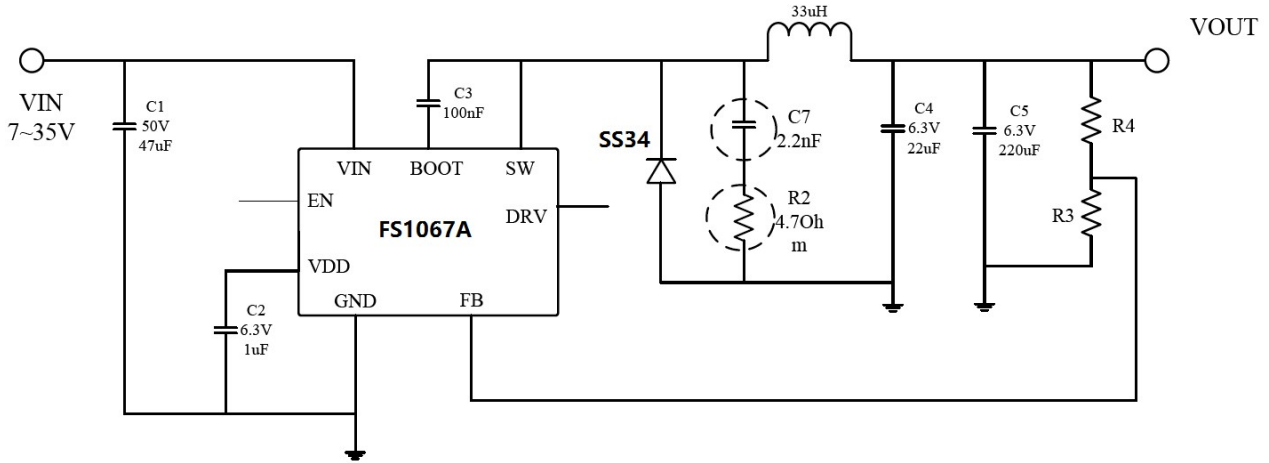 33uH
VOUT
VIN
7~35V
C1
50V
47uF
C3
100nF
SS34
C7
2.2nF
C4
6.3V
22uF
C5
6.3V
220uF
R4
VIN
BOOT
SW
EN
DRV
FS1067A
R2
4.7Oh
m
R3
VDD
GND
FB
C2
6.3V
1uF